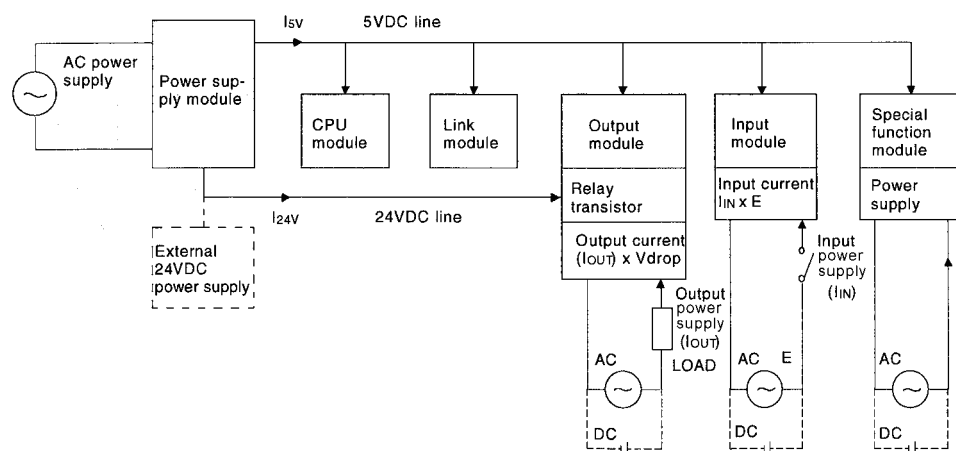 I5V
5VDC line
AC power
supply
Power sup-
ply module
CPU
module
Link
module
Output
module
Input
module
Special
function
module
Relay
transistor
Input current
IIN x E
Power
supply
I24V
24VDC line
External
24VDC
power supply
Output current
(IOUT) x Vdrop
Input
power
supply
(IIN)
Output
power
supply
(IOUT)
LOAD
AC
AC
E
AC
DC
DC
DC